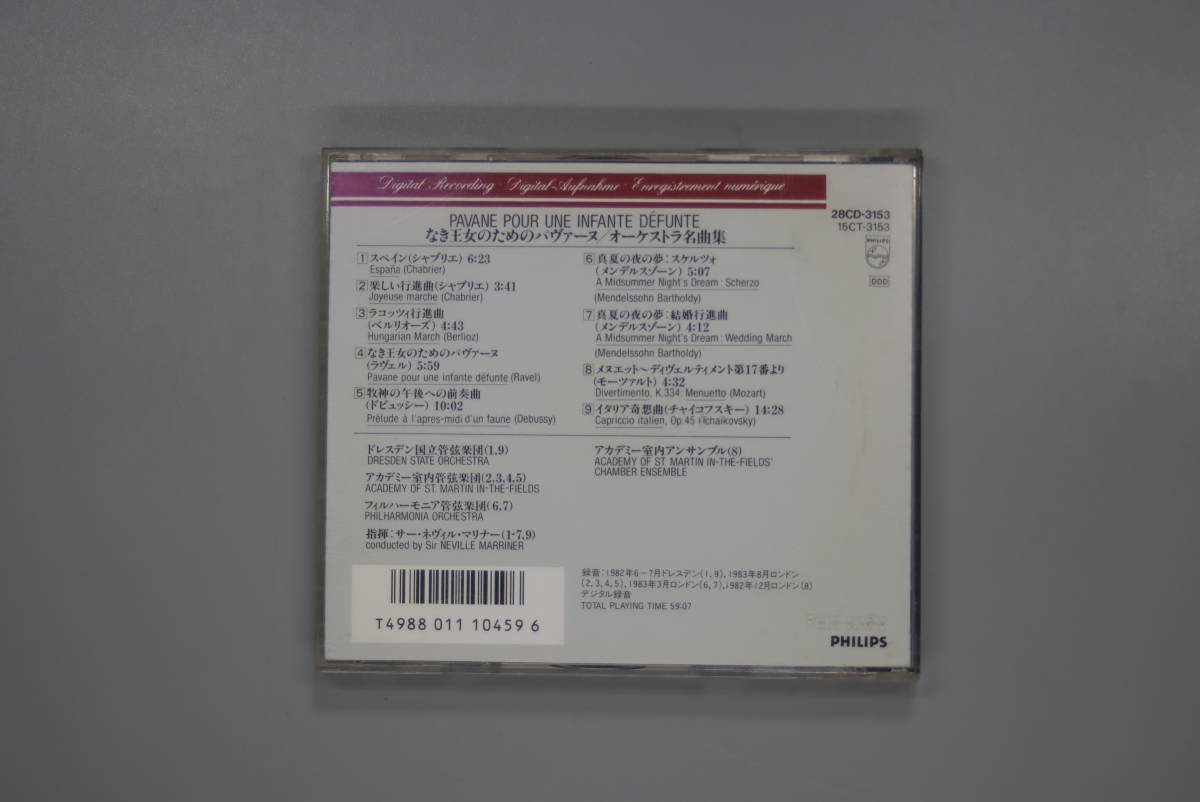 Digital Recording · Digital-Aufnahme · Enregistrement numérique
28CD-3153
15CT-3153
PHILIPS
DDD
PAVANE POUR UNE INFANTE DÉFUNTE
なき王女のためのパヴァーヌ/オーケストラ名曲集
1 スペイン(シャブリエ) 6:23
España (Chabrier)
2 楽しい行進曲(シャブリエ) 3:41
Joyeuse marche (Chabrier)
3 ラコッツィ行進曲
(ベルリオーズ) 4:43
Hungarian March (Berlioz)
4 なき王女のためのパヴァーヌ
(ラヴェル) 5:59
Pavane pour une infante défunte (Ravel)
5 牧神の午後への前奏曲
(ドビュッシー) 10:02
Prélude à l'apres-midi d'un faune (Debussy)
6 真夏の夜の夢:スケルツォ
(メンデルスゾーン) 5:07
A Midsummer Night's Dream: Scherzo
(Mendelssohn Bartholdy)
7 真夏の夜の夢:結婚行進曲
(メンデルスゾーン) 4:12
A Midsummer Night's Dream: Wedding March
(Mendelssohn Bartholdy)
8 メヌエット〜ディヴェルティメント第17番より
(モーツァルト) 4:32
Divertimento, K.334: Menuetto (Mozart)
9 イタリア奇想曲(チャイコフスキー) 14:28
Capriccio italien, Op.45 (Tchaikovsky)
ドレスデン国立管弦楽団(1,9)
DRESDEN STATE ORCHESTRA
アカデミー室内管弦楽団(2,3,4,5)
ACADEMY OF ST. MARTIN IN-THE-FIELDS
フィルハーモニア管弦楽団(6,7)
PHILHARMONIA ORCHESTRA
指揮:サー・ネヴィル・マリナー(1-7,9)
conducted by Sir NEVILLE MARRINER
アカデミー室内アンサンブル(8)
ACADEMY OF ST. MARTIN IN-THE-FIELDS'
CHAMBER ENSEMBLE
録音:1982年6-7月ドレスデン(1,9), 1983年8月ロンドン
(2,3,4,5), 1983年3月ロンドン(6,7), 1982年12月ロンドン(8)
デジタル録音
TOTAL PLAYING TIME 59:07
T4988 011 10459 6
PHILIPS